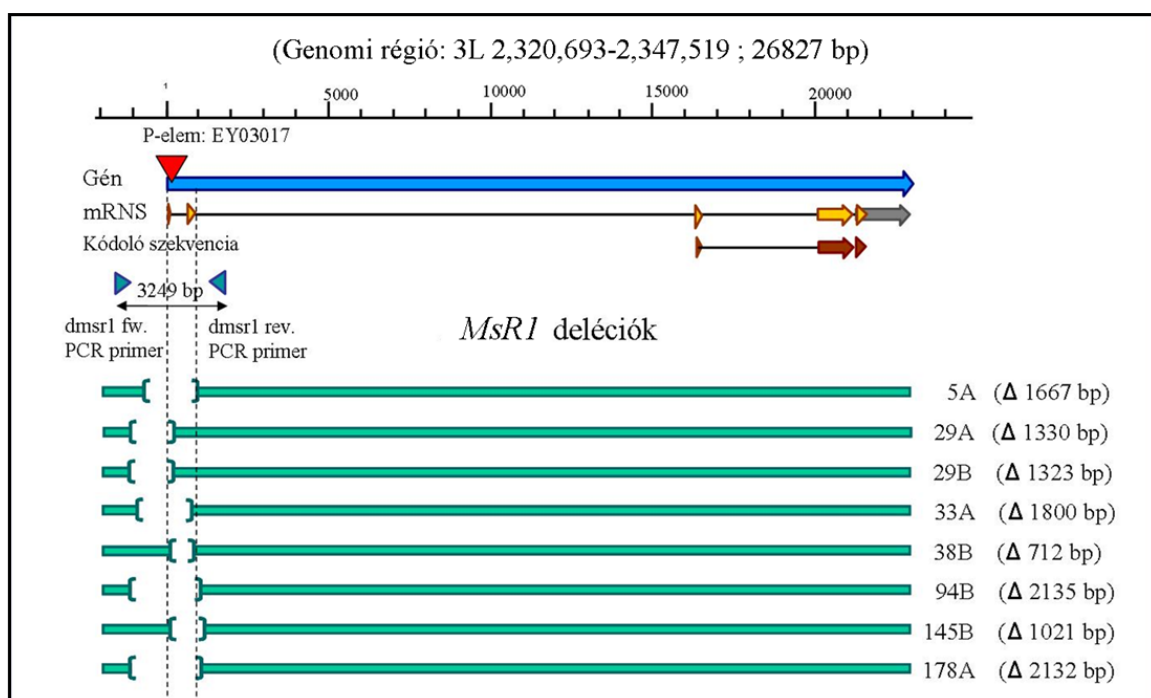 (Genomi régió: 3L 2,320,693-2,347,519 ; 26827 bp)
1 5000 10000 15000 20000
P-elem: EY03017
Gén
mRNS
Kódoló szekvencia
3249 bp
dmsr1 fw. PCR primer
dmsr1 rev. PCR primer
MsR1 deléciók
5A (Δ 1667 bp)
29A (Δ 1330 bp)
29B (Δ 1323 bp)
33A (Δ 1800 bp)
38B (Δ 712 bp)
94B (Δ 2135 bp)
145B (Δ 1021 bp)
178A (Δ 2132 bp)